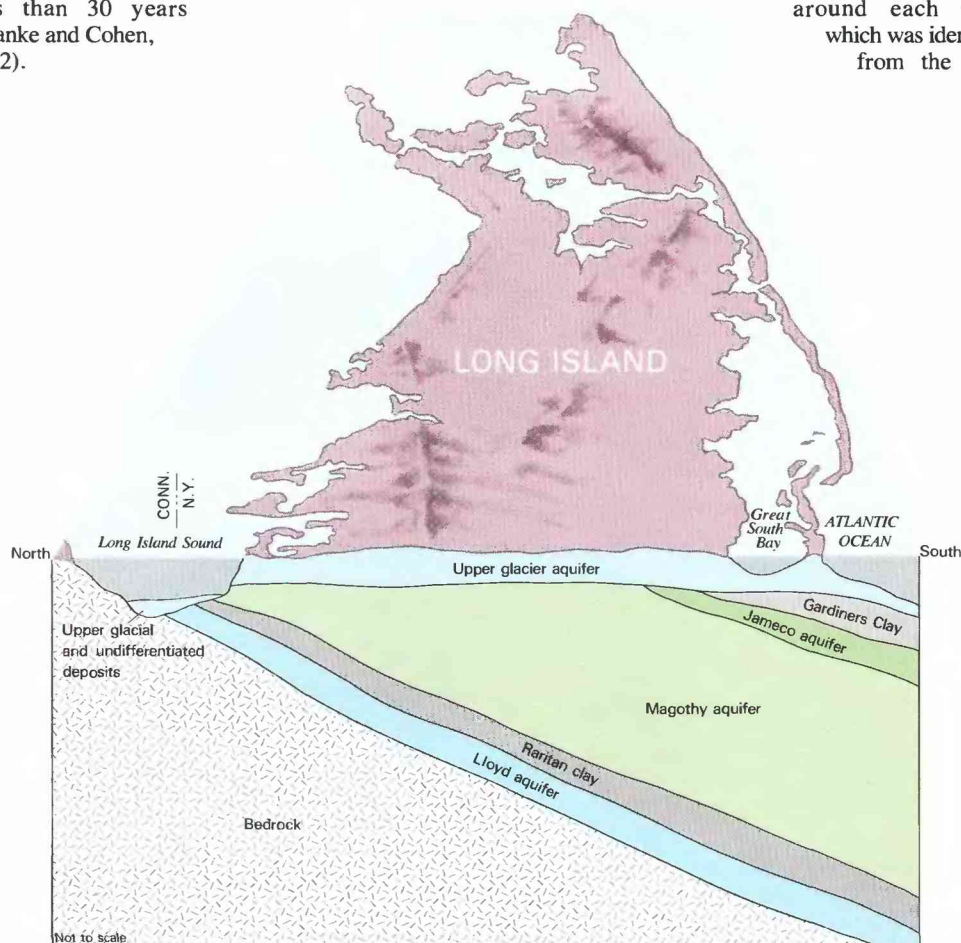 s than 30 years
anke and Cohen,
2).
around each
which was iden
from the
LONG ISLAND
CONN.
N.Y.
Long Island Sound
Great
South
Bay
ATLANTIC
OCEAN
North
South
Upper glacier aquifer
Gardiners Clay
Jameco aquifer
Upper glacial
and undifferentiated
deposits
Magothy aquifer
Raritan clay
Lloyd aquifer
Bedrock
Not to scale